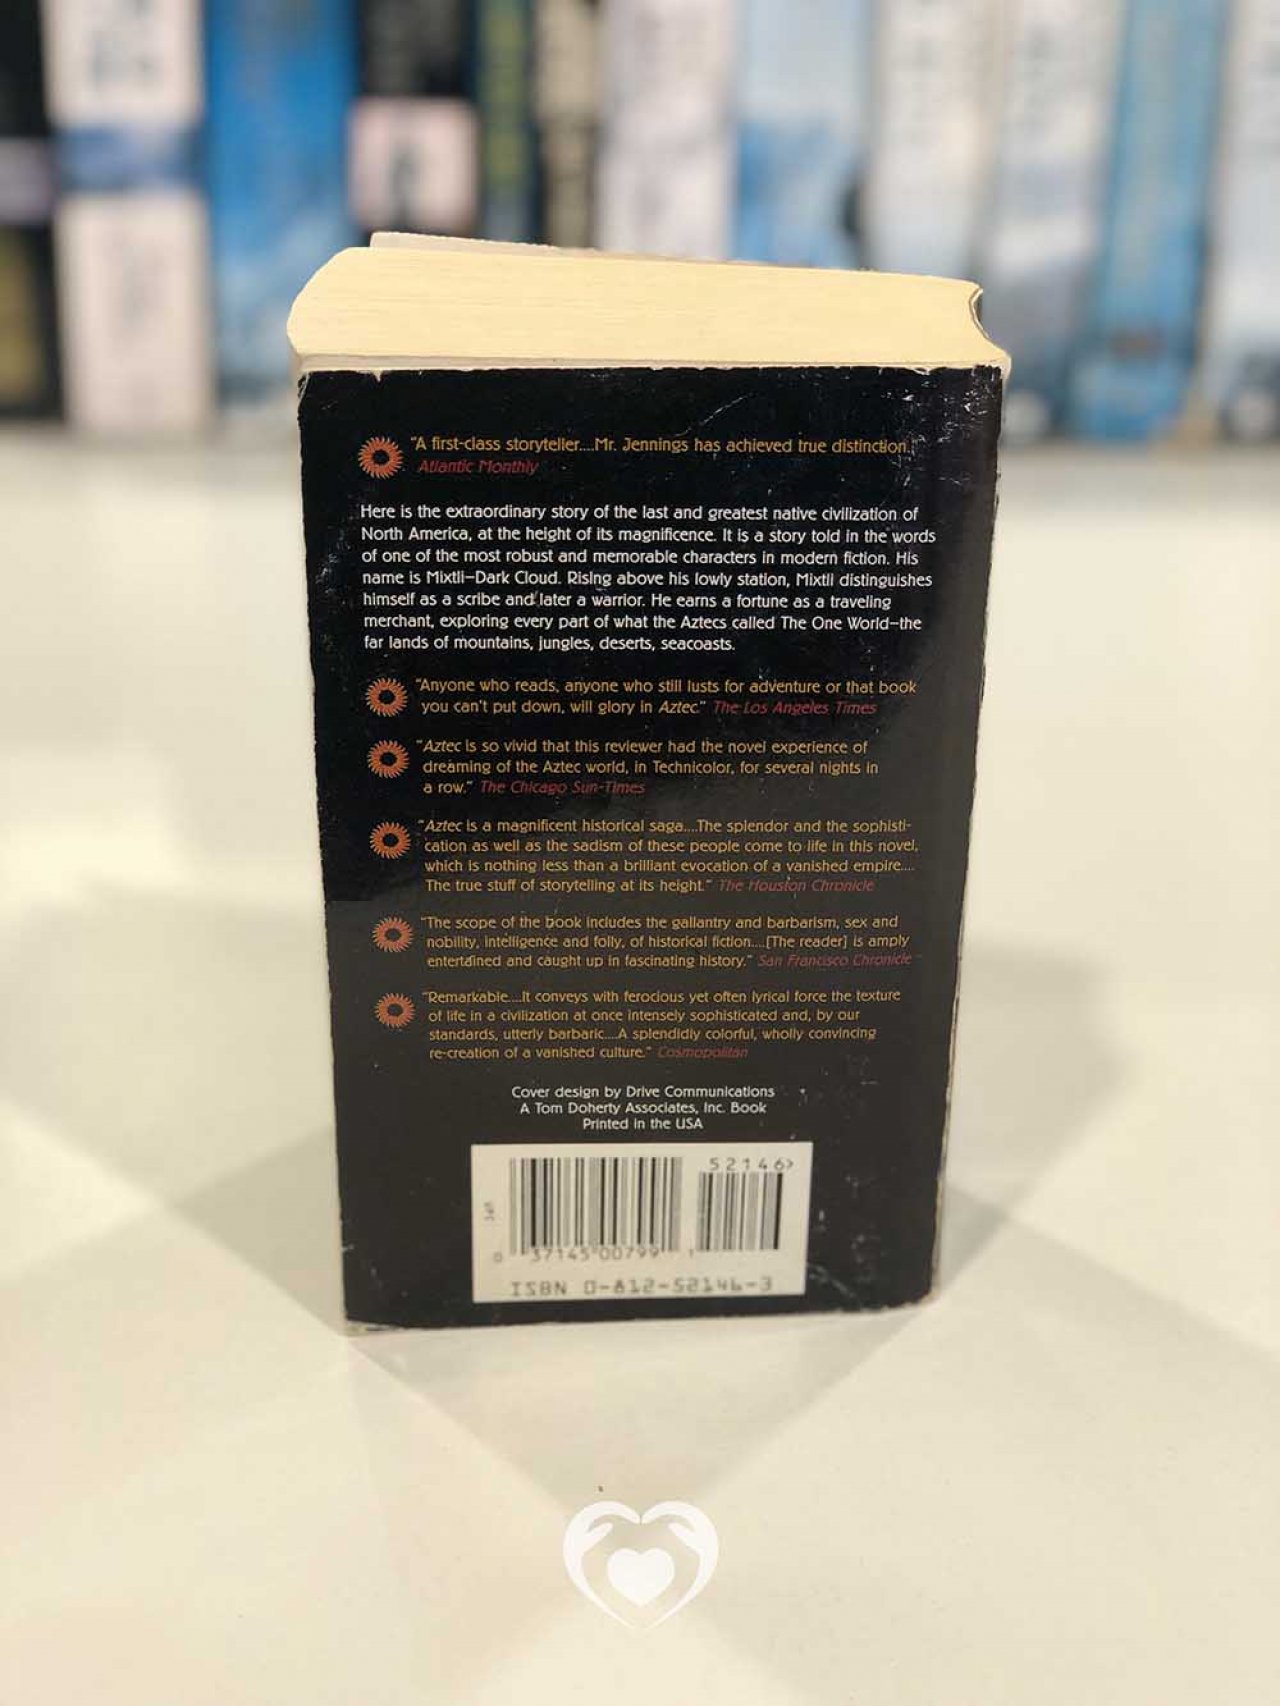 "A first-class storyteller....Mr. Jennings has achieved true distinction."
Atlantic Monthly
Here is the extraordinary story of the last and greatest native civilization of
North America, at the height of its magnificence. It is a story told in the words
of one of the most robust and memorable characters in modern fiction. His
name is Mixtli—Dark Cloud. Rising above his lowly station, Mixtli distinguishes
himself as a scribe and later a warrior. He earns a fortune as a traveling
merchant, exploring every part of what the Aztecs called The One World—the
far lands of mountains, jungles, deserts, seacoasts.
"Anyone who reads, anyone who still lusts for adventure or that book
you can't put down, will glory in Aztec." The Los Angeles Times
"Aztec is so vivid that this reviewer had the novel experience of
dreaming of the Aztec world, in Technicolor, for several nights in
a row." The Chicago Sun-Times
"Aztec is a magnificent historical saga....The splendor and the sophisti-
cation as well as the sadism of these people come to life in this novel,
which is nothing less than a brilliant evocation of a vanished empire....
The true stuff of storytelling at its height." The Houston Chronicle
"The scope of the book includes the gallantry and barbarism, sex and
nobility, intelligence and folly, of historical fiction....[The reader] is amply
entertained and caught up in fascinating history." San Francisco Chronicle
"Remarkable....It conveys with ferocious yet often lyrical force the texture
of life in a civilization at once intensely sophisticated and, by our
standards, utterly barbaric....A splendidly colorful, wholly convincing
re-creation of a vanished culture." Cosmopolitan
Cover design by Drive Communications
A Tom Doherty Associates, Inc. Book
Printed in the USA
52146>
0 37145 00799 1
ISBN 0-812-52146-3